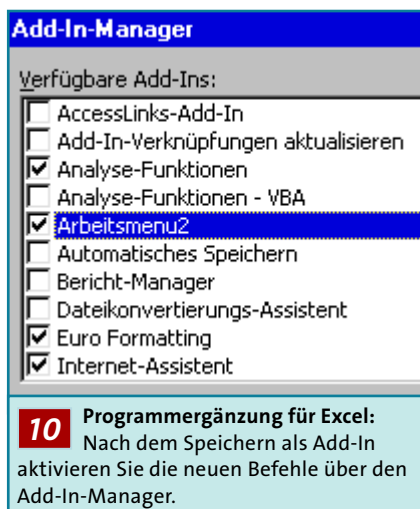 Add-In-Manager
Verfügbare Add-Ins:
AccessLinks-Add-In
Add-In-Verknüpfungen aktualisieren
Analyse-Funktionen
Analyse-Funktionen - VBA
Arbeitsmenu2
Automatisches Speichern
Bericht-Manager
Dateikonvertierungs-Assistent
Euro Formatting
Internet-Assistent
10 Programmergänzung für Excel:
Nach dem Speichern als Add-In
aktivieren Sie die neuen Befehle über den
Add-In-Manager.